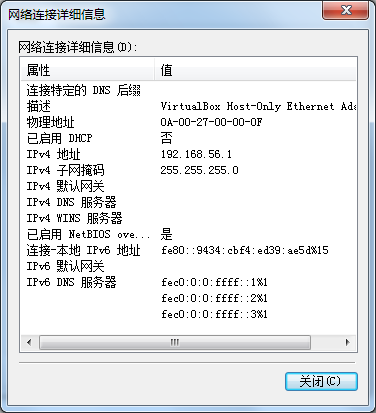 网络连接详细信息
网络连接详细信息(D):
属性 值
连接特定的 DNS 后缀
描述 VirtualBox Host-Only Ethernet Ada
物理地址 0A-00-27-00-00-0F
已启用 DHCP 否
IPv4 地址 192.168.56.1
IPv4 子网掩码 255.255.255.0
IPv4 默认网关
IPv4 DNS 服务器
IPv4 WINS 服务器
已启用 NetBIOS ove... 是
连接-本地 IPv6 地址 fe80::9434:cbf4:ed39:ae5d%15
IPv6 默认网关
IPv6 DNS 服务器 fec0:0:0:ffff::1%1
fec0:0:0:ffff::2%1
fec0:0:0:ffff::3%1
关闭(C)